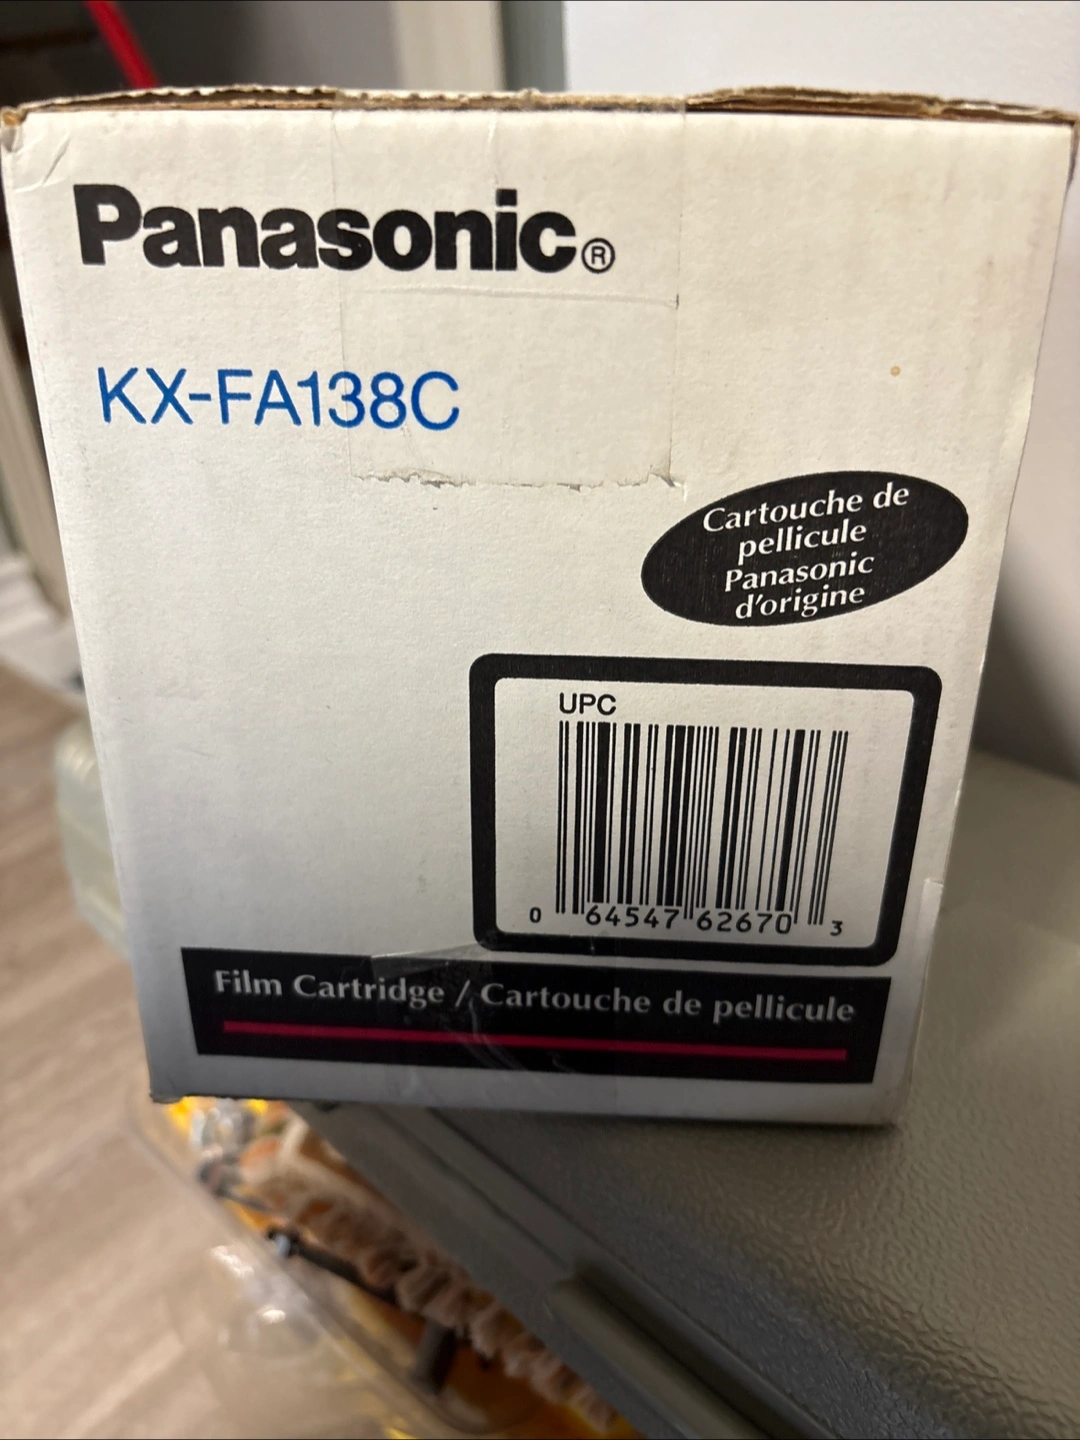 Panasonic®
KX-FA138C
Cartouche de
pellicule
Panasonic
d'origine
UPC
0 64547 62670 3
Film Cartridge / Cartouche de pellicule